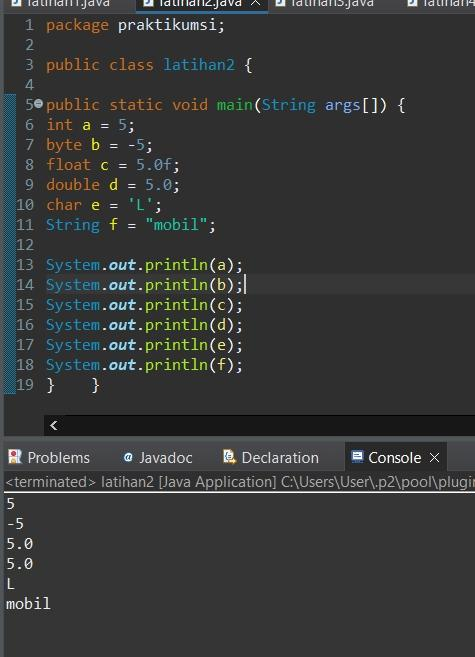 latihan1.java latihan2.java latihan3.java latihan4
1 package praktikumsi;
2
3 public class latihan2 {
4
5 public static void main(String args[]) {
6 int a = 5;
7 byte b = -5;
8 float c = 5.0f;
9 double d = 5.0;
10 char e = 'L';
11 String f = "mobil";
12
13 System.out.println(a);
14 System.out.println(b);
15 System.out.println(c);
16 System.out.println(d);
17 System.out.println(e);
18 System.out.println(f);
19 }    }
Problems @ Javadoc Declaration Console
<terminated> latihan2 [Java Application] C:\Users\User\.p2\pool\plugin
5
-5
5.0
5.0
L
mobil